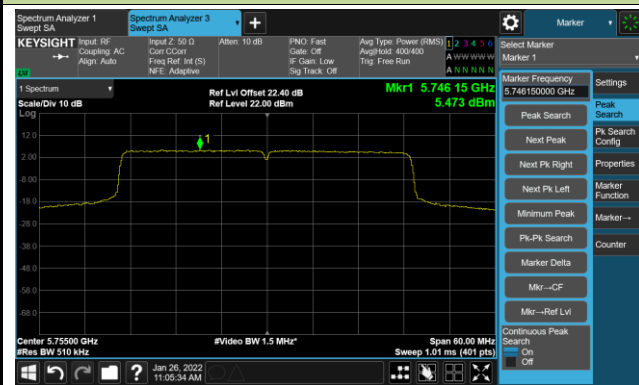 Spectrum Analyzer 1
Swept SA
Spectrum Analyzer 3
Swept SA
Marker
KEYSIGHT
Input: RF
Coupling: AC
Align: Auto
Input Z: 50 Ω
Corr CCorr
Freq Ref: Int (S)
NFE: Adaptive
Atten: 10 dB
PNO: Fast
Gate: Off
IF Gain: Low
Sig Track: Off
Avg Type: Power (RMS)
Avg|Hold: 400/400
Trig: Free Run
1 2 3 4 5 6
A W W W W W
A N N N N N
LXI
Select Marker
Marker 1
1 Spectrum
Scale/Div 10 dB
Log
Ref Lvl Offset 22.40 dB
Ref Level 22.00 dBm
Mkr1 5.746 15 GHz
5.473 dBm
1
12.0
2.00
-8.00
-18.0
-28.0
-38.0
-48.0
-58.0
-68.0
Center 5.75500 GHz
#Res BW 510 kHz
#Video BW 1.5 MHz*
Span 60.00 MHz
Sweep 1.01 ms (401 pts)
Marker Frequency
5.746150000 GHz
Peak Search
Next Peak
Next Pk Right
Next Pk Left
Minimum Peak
Pk-Pk Search
Marker Delta
Mkr→CF
Mkr→Ref Lvl
Continuous Peak
Search
On
Off
Settings
Peak
Search
Pk Search
Config
Properties
Marker
Function
Marker→
Counter
?
Jan 26, 2022
11:05:34 AM